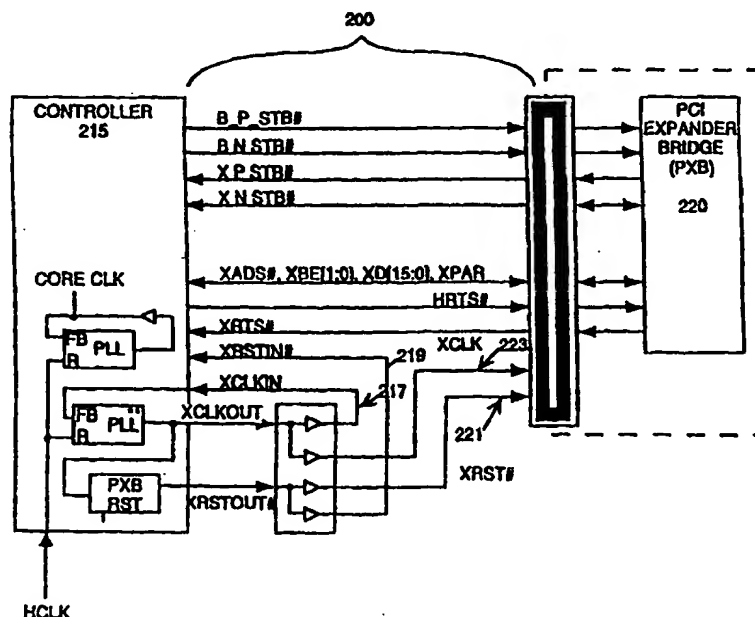 200
CONTROLLER
215
B_P_STB#
B_N_STB#
X_P_STB#
X_N_STB#
PCI
EXPANDER
BRIDGE
(PXB)
220
XADS#, XBE[1:0], XD[15:0], XPAR
HRTS#
XRTS#
XRSTIN#
219
XCLK
223
CORE CLK
FB
PLL
R
XCLKIN
217
XCLKOUT
FB
PLL
R
221
PXB
RST
XRSTOUT#
XRST#
HCLK